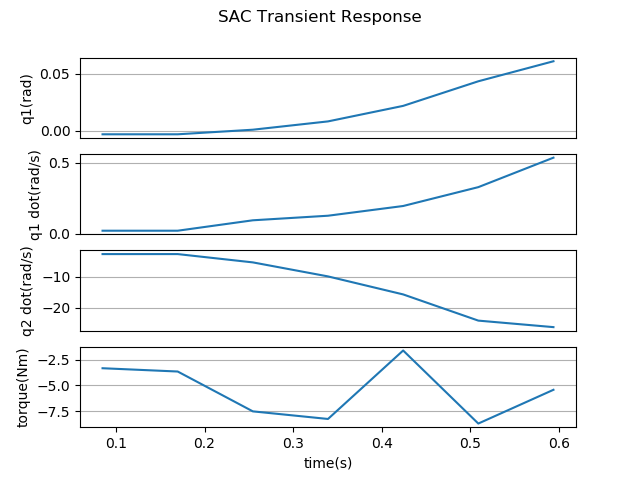 SAC Transient Response
q1(rad)
0.05
0.00
q1 dot(rad/s)
0.5
0.0
q2 dot(rad/s)
−10
−20
torque(Nm)
−2.5
−5.0
−7.5
0.1 0.2 0.3 0.4 0.5 0.6
time(s)